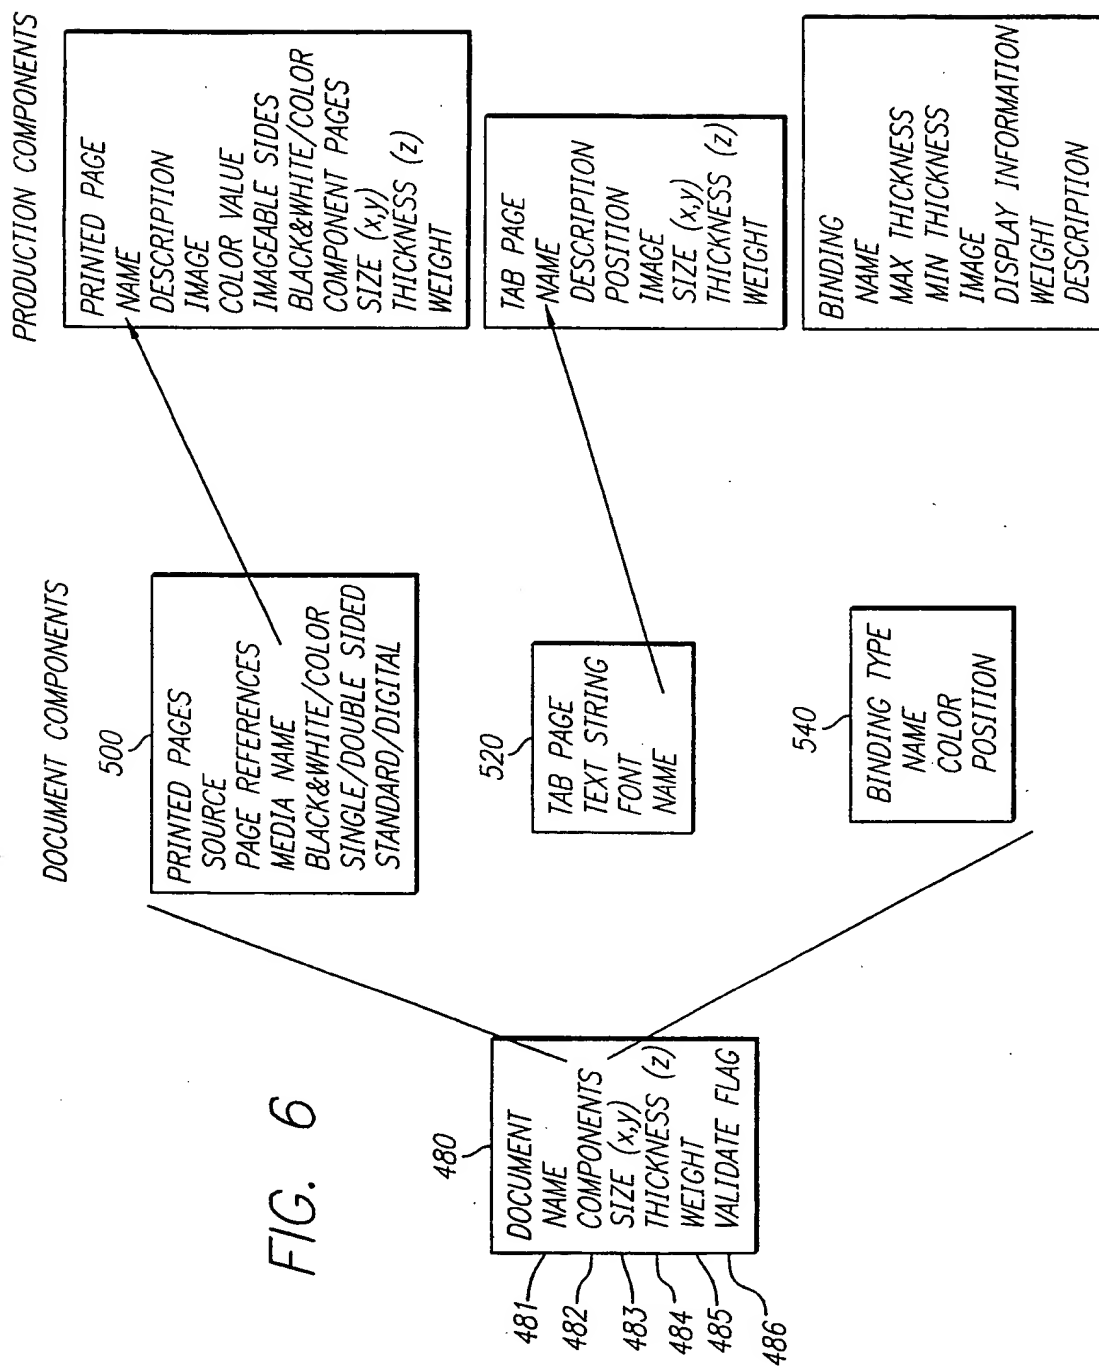 FIG. 6
480
DOCUMENT
NAME
COMPONENTS
SIZE (x,y)
THICKNESS (z)
WEIGHT
VALIDATE FLAG
481
482
483
484
485
486
DOCUMENT COMPONENTS
500
PRINTED PAGES
SOURCE
PAGE REFERENCES
MEDIA NAME
BLACK&WHITE/COLOR
SINGLE/DOUBLE SIDED
STANDARD/DIGITAL
520
TAB PAGE
TEXT STRING
FONT
NAME
540
BINDING TYPE
NAME
COLOR
POSITION
PRODUCTION COMPONENTS
PRINTED PAGE
NAME
DESCRIPTION
IMAGE
COLOR VALUE
IMAGEABLE SIDES
BLACK&WHITE/COLOR
COMPONENT PAGES
SIZE (x,y)
THICKNESS (z)
WEIGHT
TAB PAGE
NAME
DESCRIPTION
POSITION
IMAGE
SIZE (x,y)
THICKNESS (z)
WEIGHT
BINDING
NAME
MAX THICKNESS
MIN THICKNESS
IMAGE
DISPLAY INFORMATION
WEIGHT
DESCRIPTION